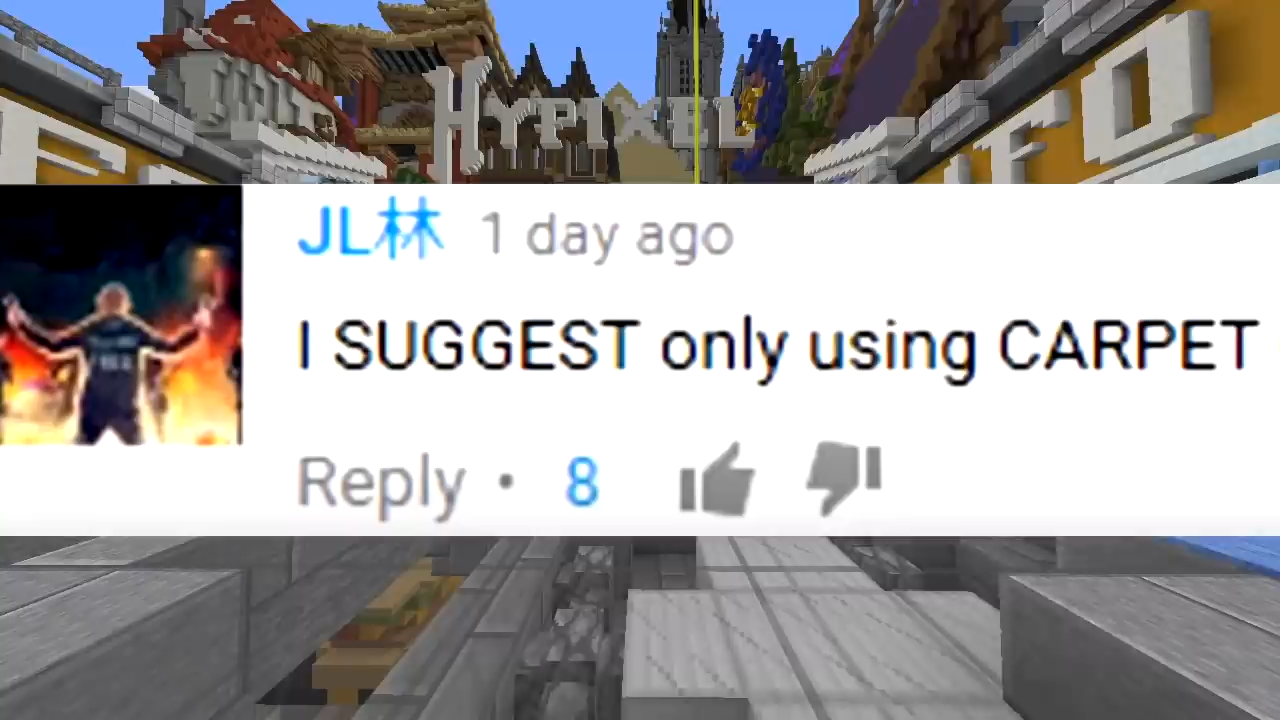 HYPIXEL
JL林 1 day ago
I SUGGEST only using CARPET
Reply • 8